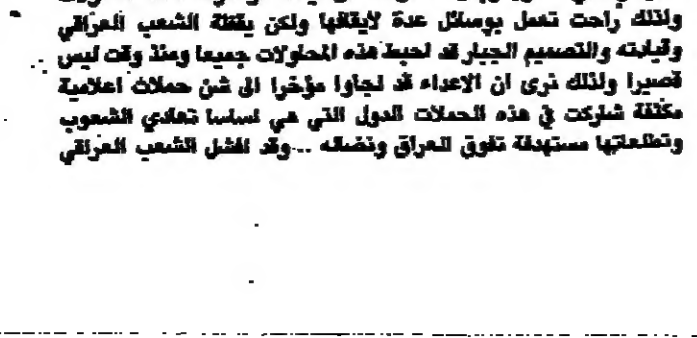 ولذلك راحت تعمل بوسائل عدة لايقافها ولكن يقظة الشعب العراقي
وقيادته والتصميم الجبار قد احبط هذه المحاولات جميعا ومنذ وقت ليس
قصيرا ولذلك نرى ان الاعداء قد لجاوا مؤخرا الى شن حملات اعلامية
مكثفة شاركت في هذه الحملات الدول التي هي اساسا تعادي الشعوب
وتطلعاتها مستهدفة تفوق العراق ونضاله ...وقد افشل الشعب العراقي